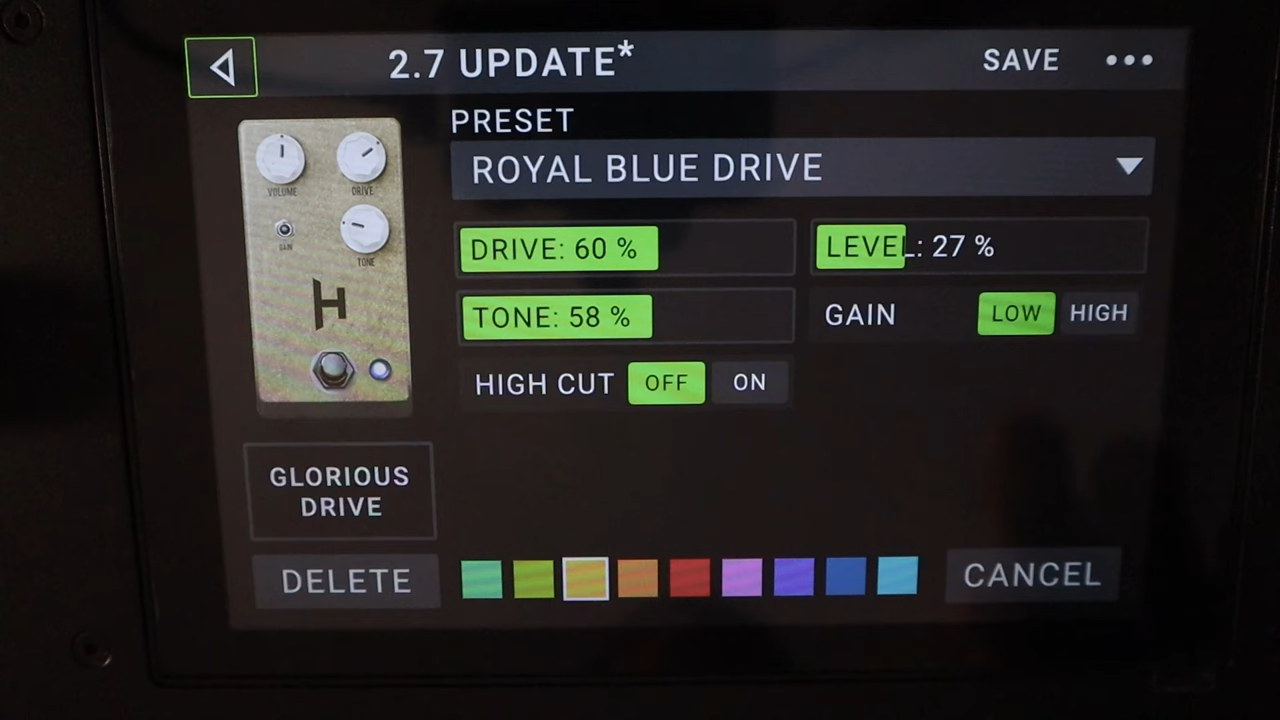 2.7 UPDATE*
SAVE
PRESET
ROYAL BLUE DRIVE
VOLUME
DRIVE
GAIN
TONE
H
DRIVE: 60 %
LEVEL: 27 %
TONE: 58 %
GAIN
LOW
HIGH
HIGH CUT
OFF
ON
GLORIOUS
DRIVE
DELETE
CANCEL